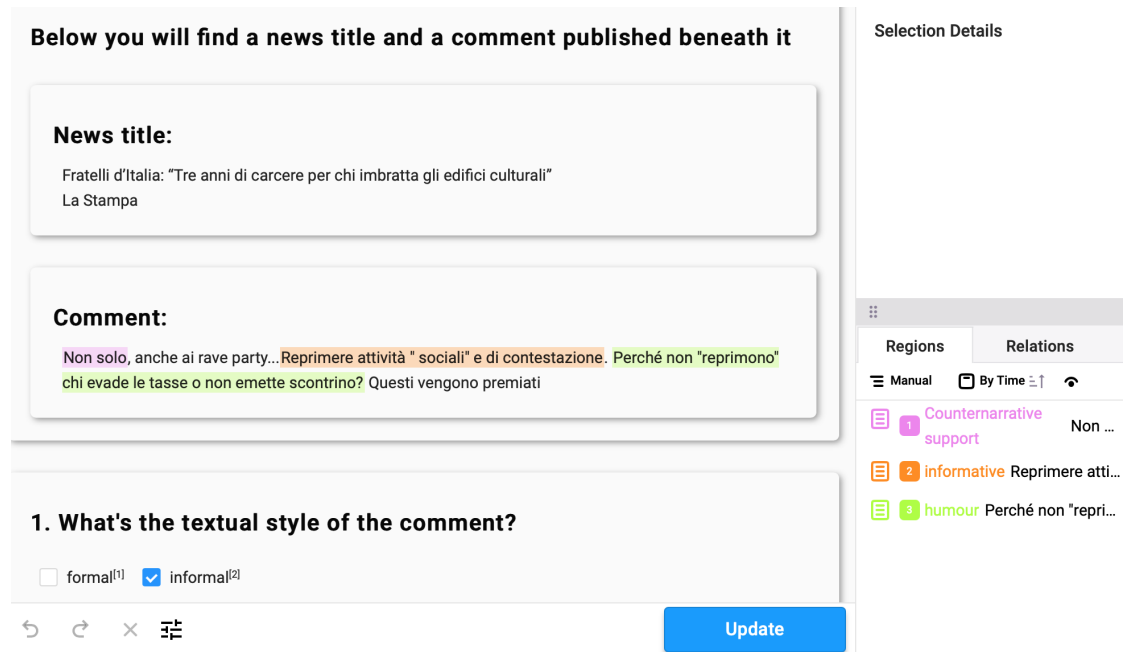 Below you will find a news title and a comment published beneath it
News title:
Fratelli d’Italia: “Tre anni di carcere per chi imbratta gli edifici culturali”
La Stampa
Comment:
Non solo, anche ai rave party...Reprimere attività " sociali" e di contestazione. Perché non "reprimono"
chi evade le tasse o non emette scontrino? Questi vengono premiati
1. What's the textual style of the comment?
formal[1] informal[2]
Update
Selection Details
Regions Relations
Manual By Time
1 Counternarrative support Non ...
2 informative Reprimere atti...
3 humour Perché non "repri...